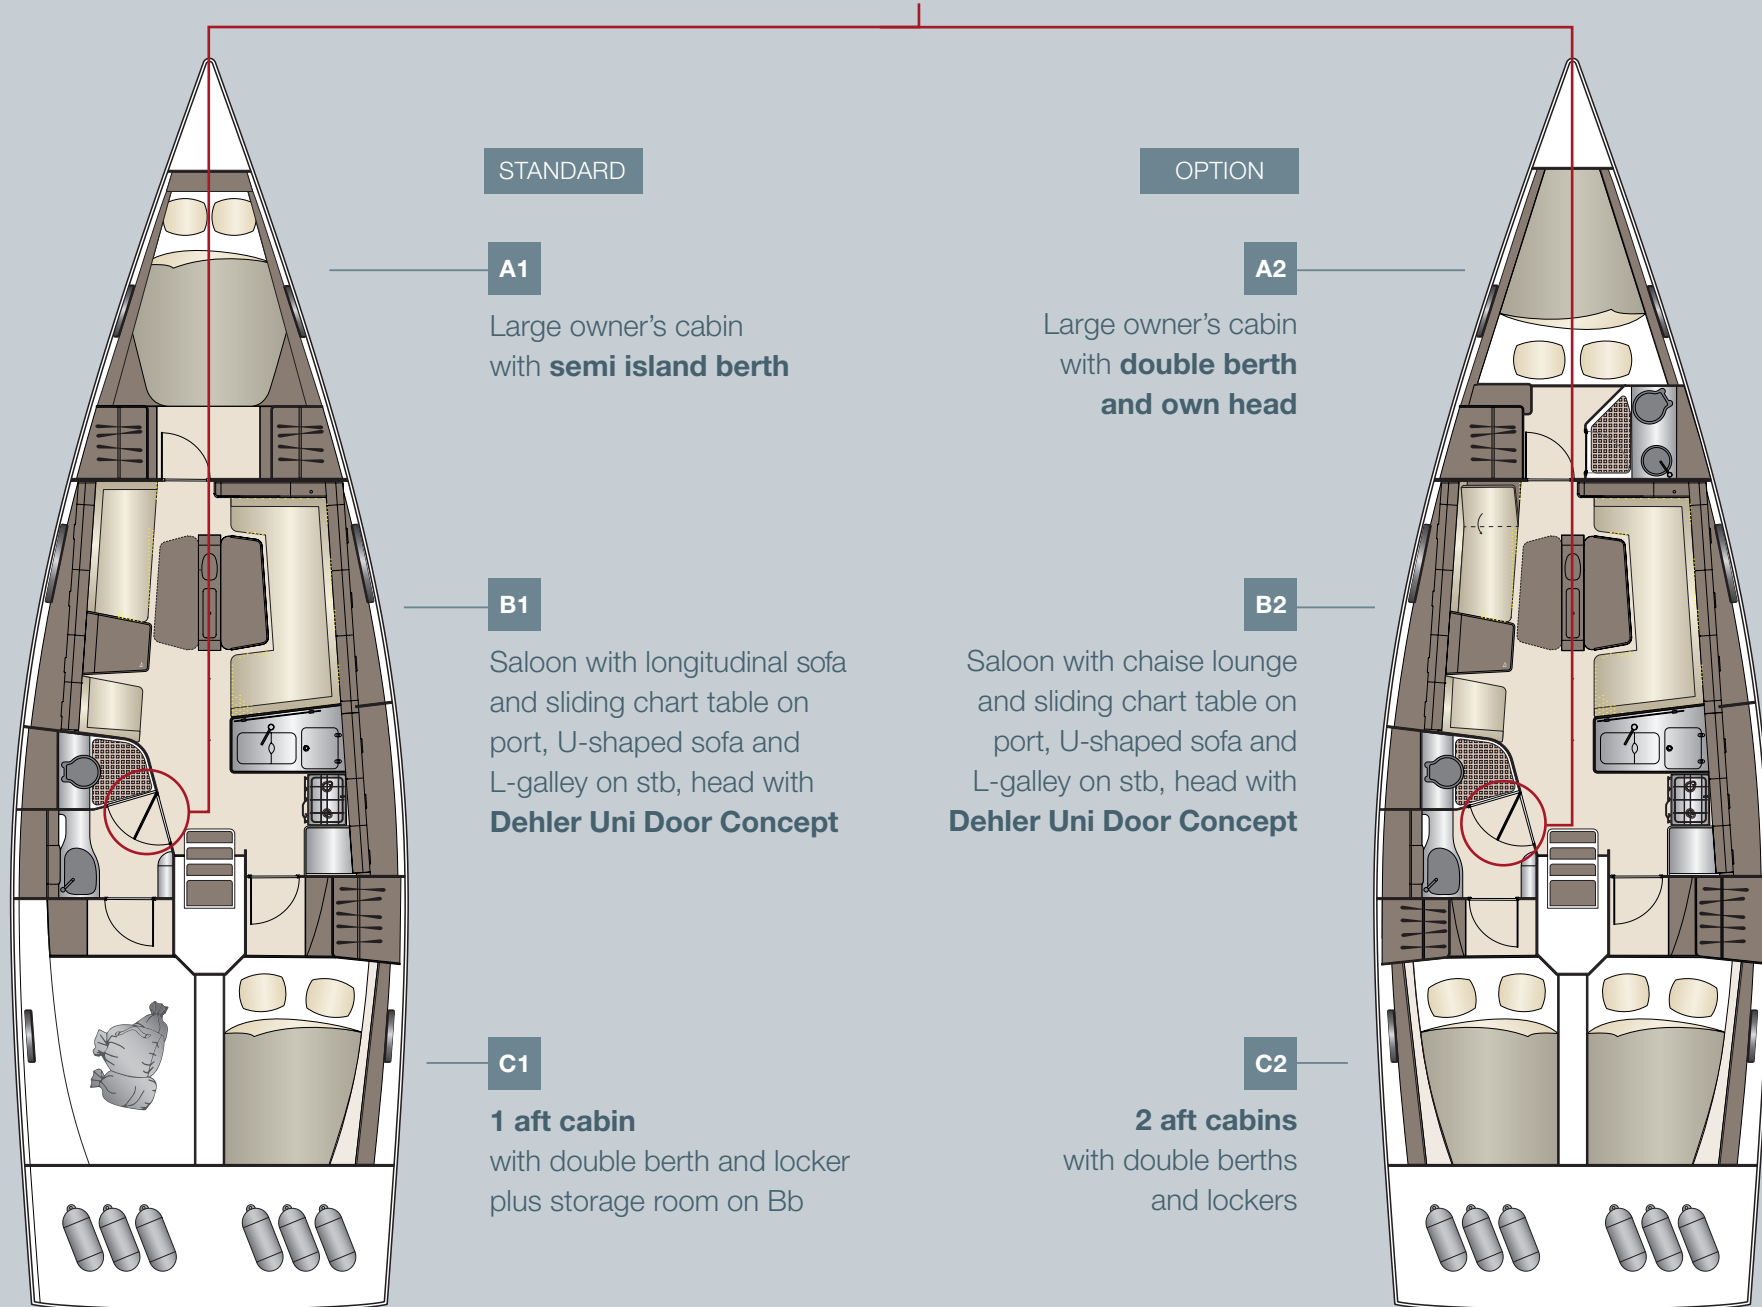 STANDARD
A1
Large owner's cabin
with semi island berth
B1
Saloon with longitudinal sofa
and sliding chart table on
port, U-shaped sofa and
L-galley on stb, head with
Dehler Uni Door Concept
C1
1 aft cabin
with double berth and locker
plus storage room on Bb
OPTION
A2
Large owner's cabin
with double berth
and own head
B2
Saloon with chaise lounge
and sliding chart table on
port, U-shaped sofa and
L-galley on stb, head with
Dehler Uni Door Concept
C2
2 aft cabins
with double berths
and lockers